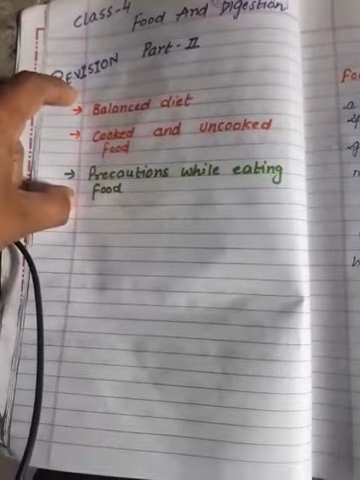 Class-4 Food And Digestion
REVISION Part-II
→ Balanced diet
→ Cooked and uncooked
food
→ Precautions while eating
food